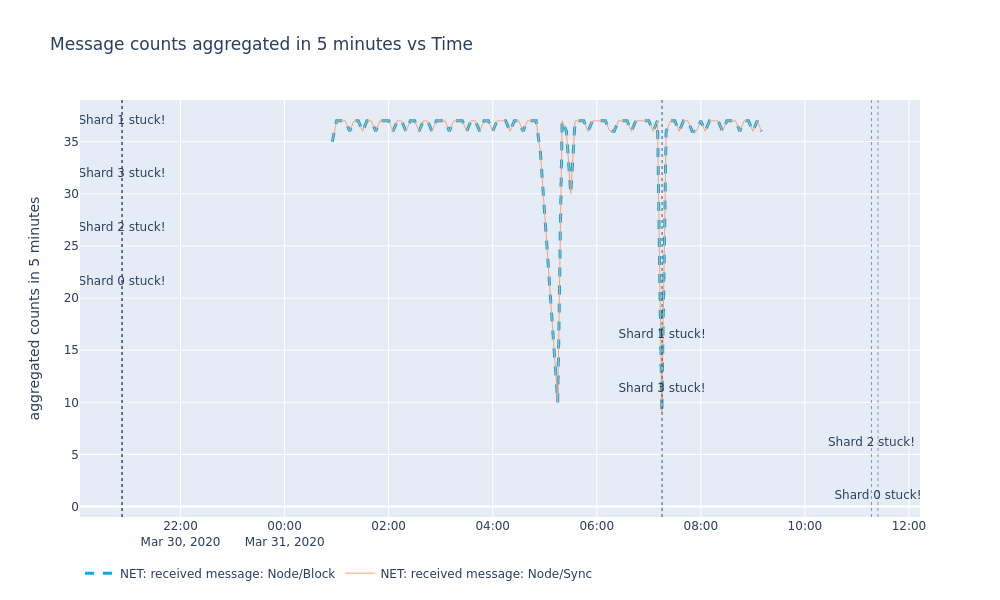 Message counts aggregated in 5 minutes vs Time
aggregated counts in 5 minutes
35
30
25
20
15
10
5
0
Shard 1 stuck!
Shard 3 stuck!
Shard 2 stuck!
Shard 0 stuck!
Shard 1 stuck!
Shard 3 stuck!
Shard 2 stuck!
Shard 0 stuck!
22:00 00:00 02:00 04:00 06:00 08:00 10:00 12:00
Mar 30, 2020 Mar 31, 2020
NET: received message: Node/Block NET: received message: Node/Sync